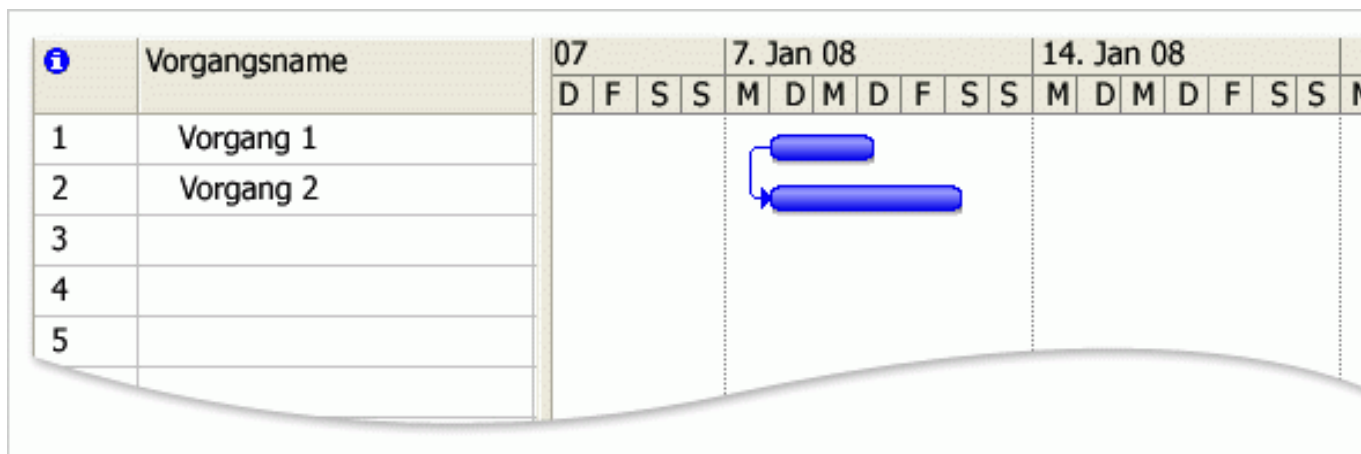 Vorgangsname
07
7. Jan 08
14. Jan 08
D F S S M D M D F S S M D M D F S S
1 Vorgang 1
2 Vorgang 2
3
4
5